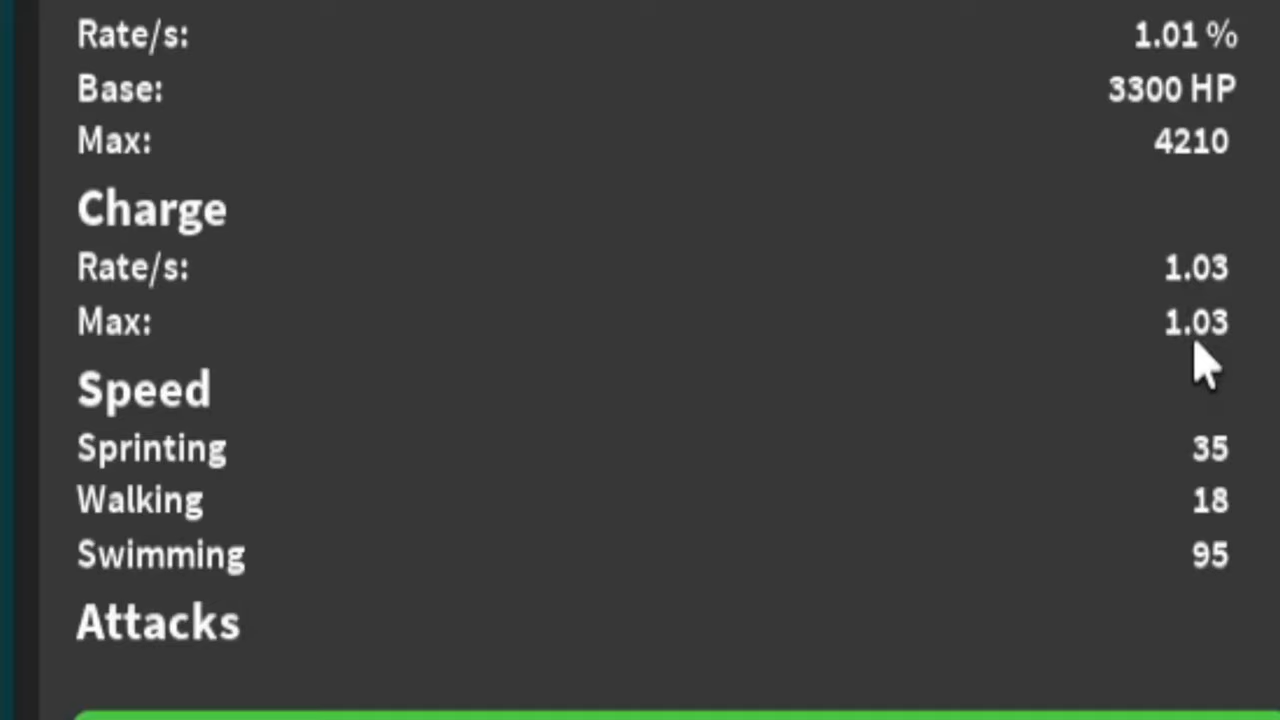 Rate/s: 1.01 %
Base: 3300 HP
Max: 4210
Charge
Rate/s: 1.03
Max: 1.03
Speed
Sprinting 35
Walking 18
Swimming 95
Attacks